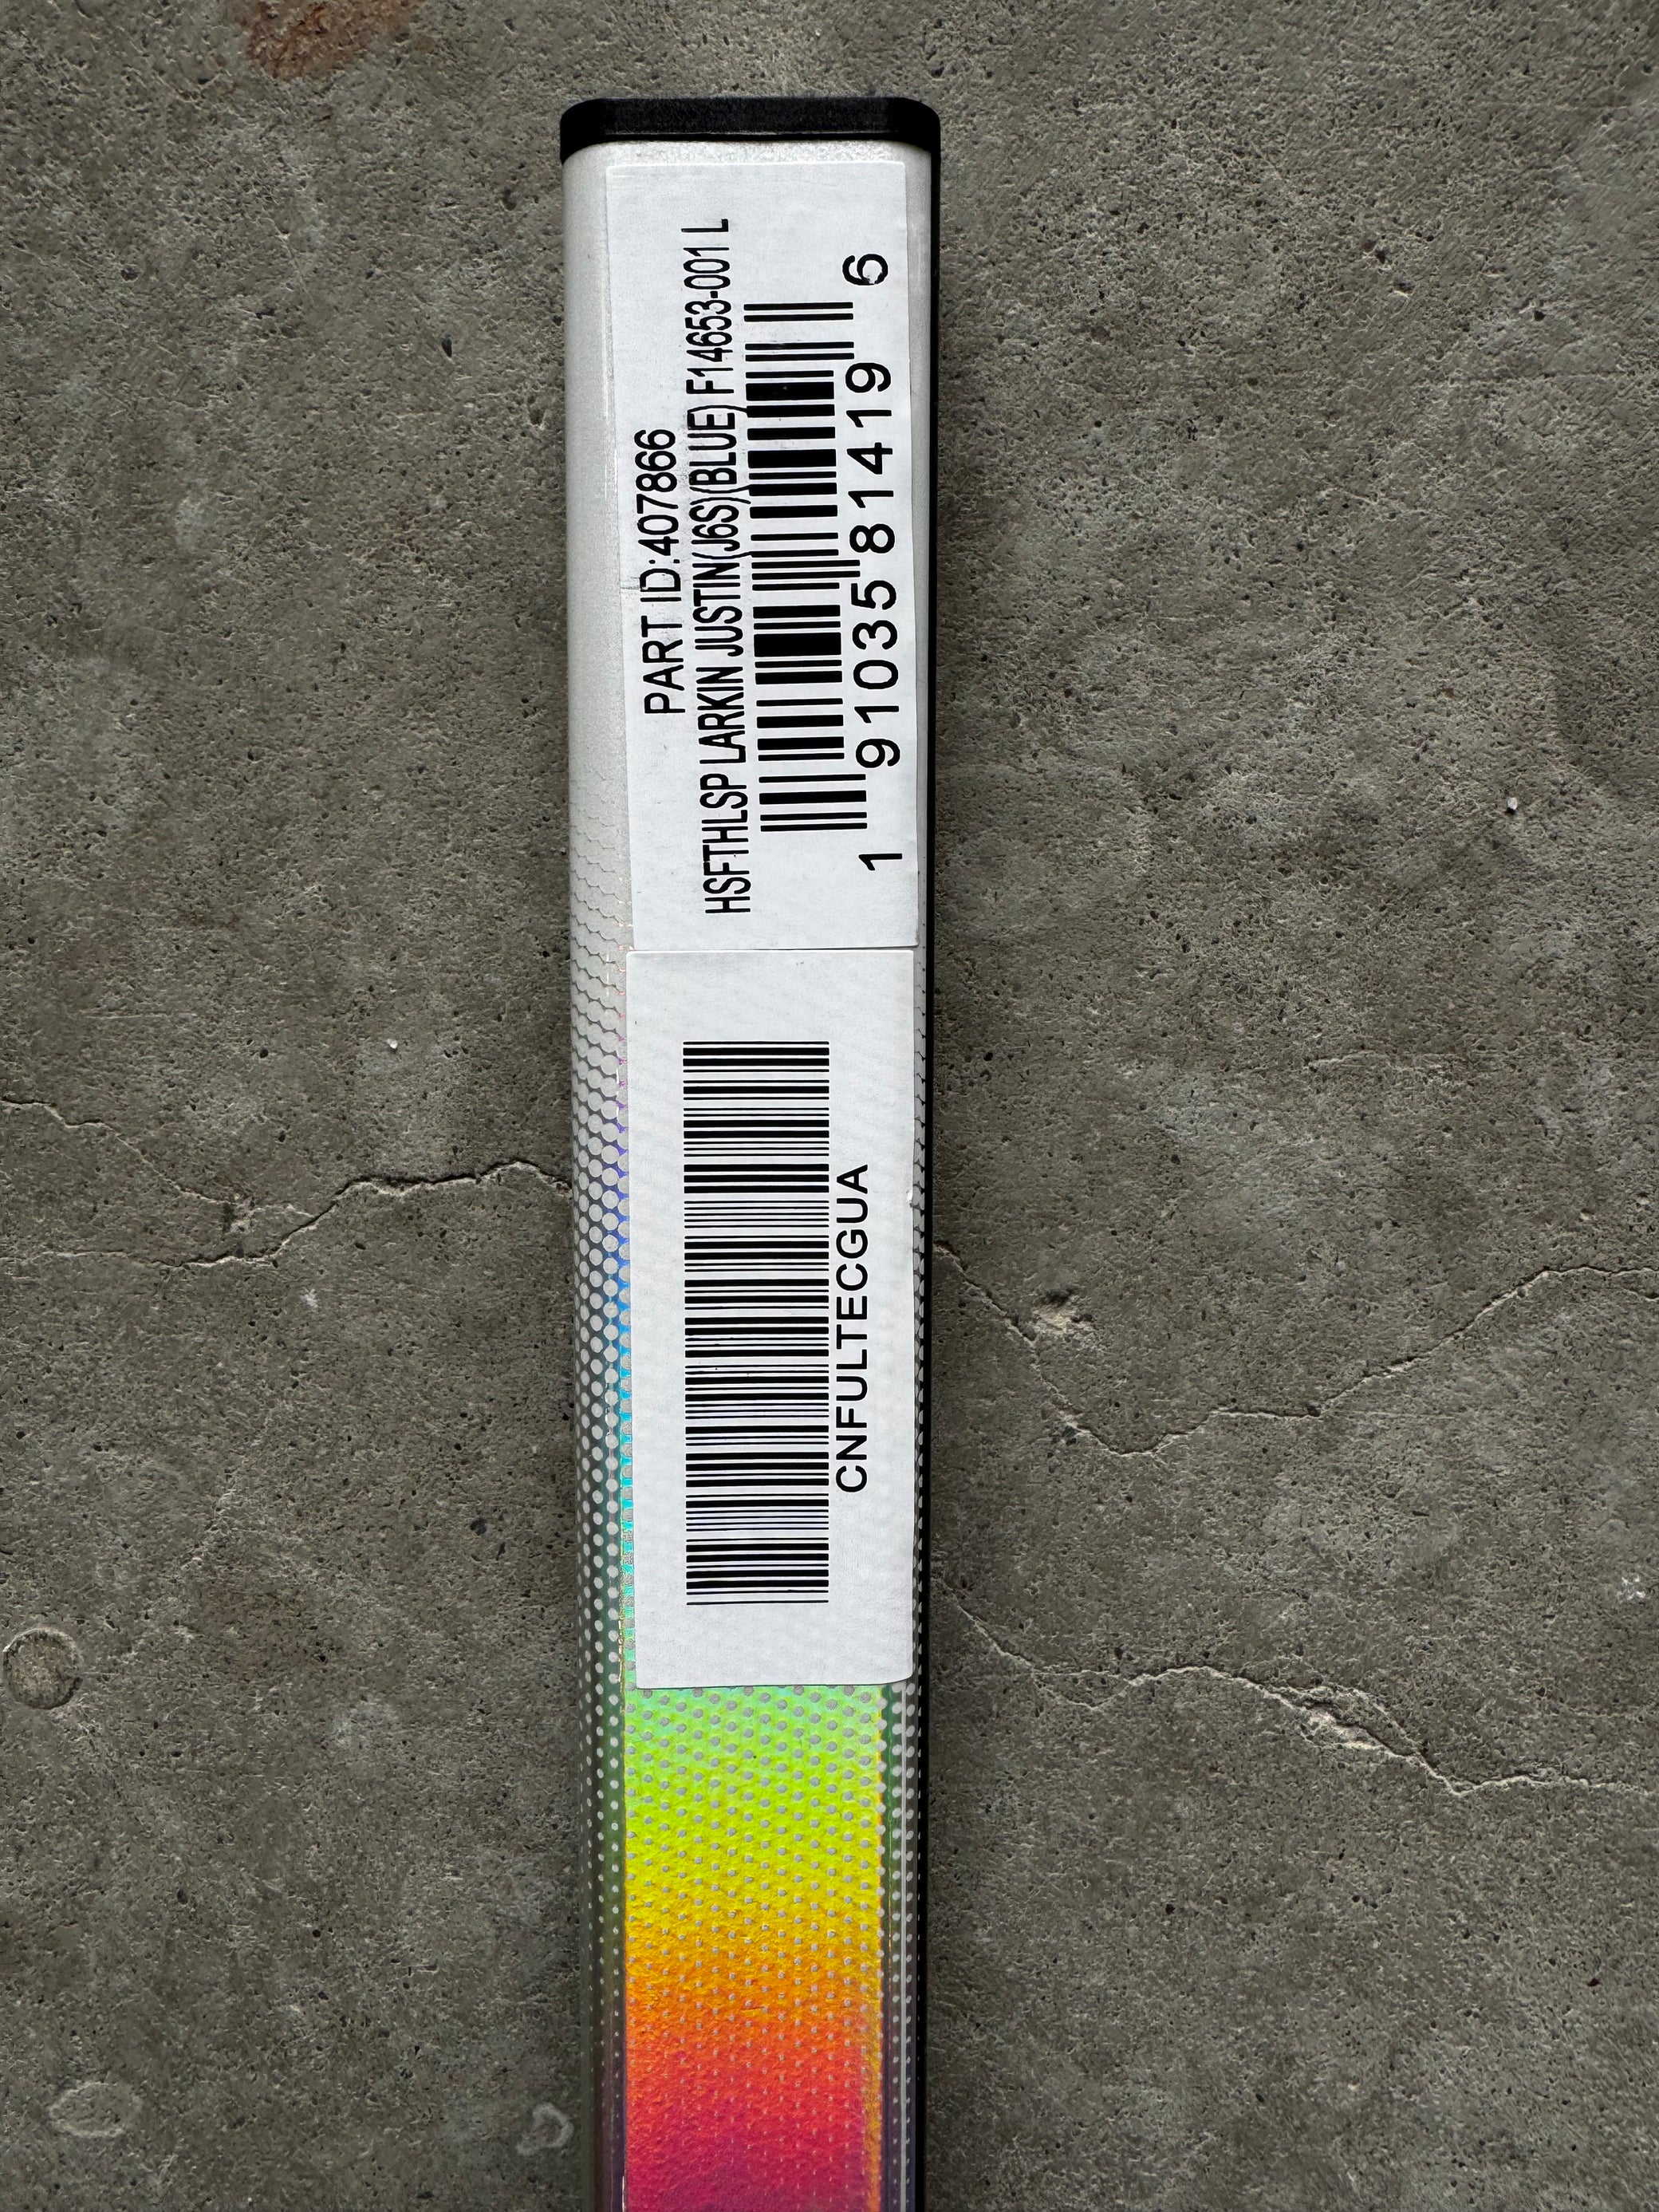 PART ID:407866
HSFTHLSP LARKIN JUSTIN(J6S)(BLUE) F14653-001 L
1 91035 81419 6
CNFULTECGUA